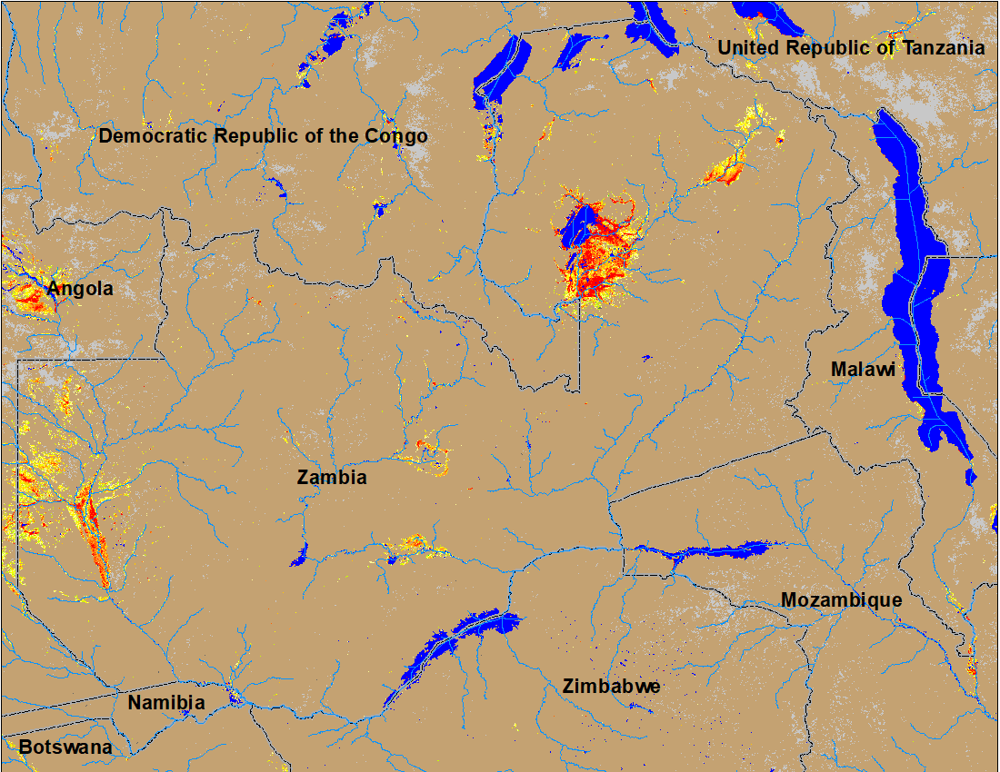 United Republic of Tanzania
Democratic Republic of the Congo
Angola
Malawi
Zambia
Mozambique
Zimbabwe
Namibia
Botswana